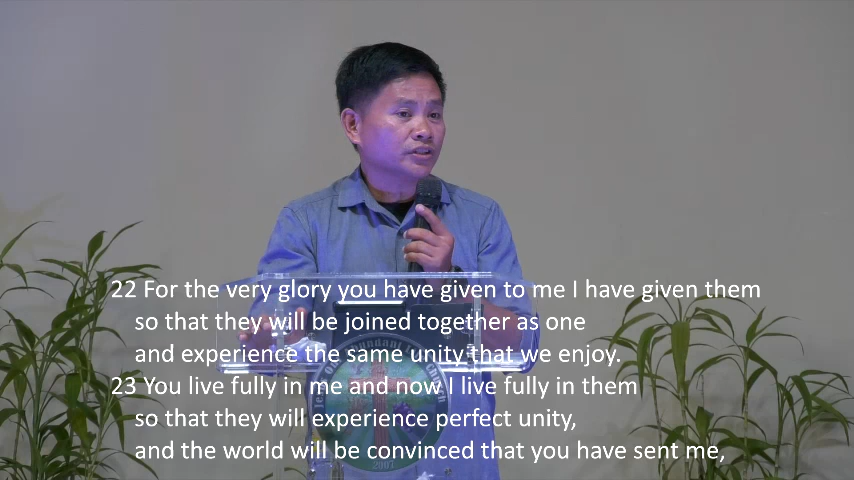 22 For the very glory you have given to me I have given them
so that they will be joined together as one
and experience the same unity that we enjoy.
23 You live fully in me and now I live fully in them
so that they will experience perfect unity,
and the world will be convinced that you have sent me,
Church
2001